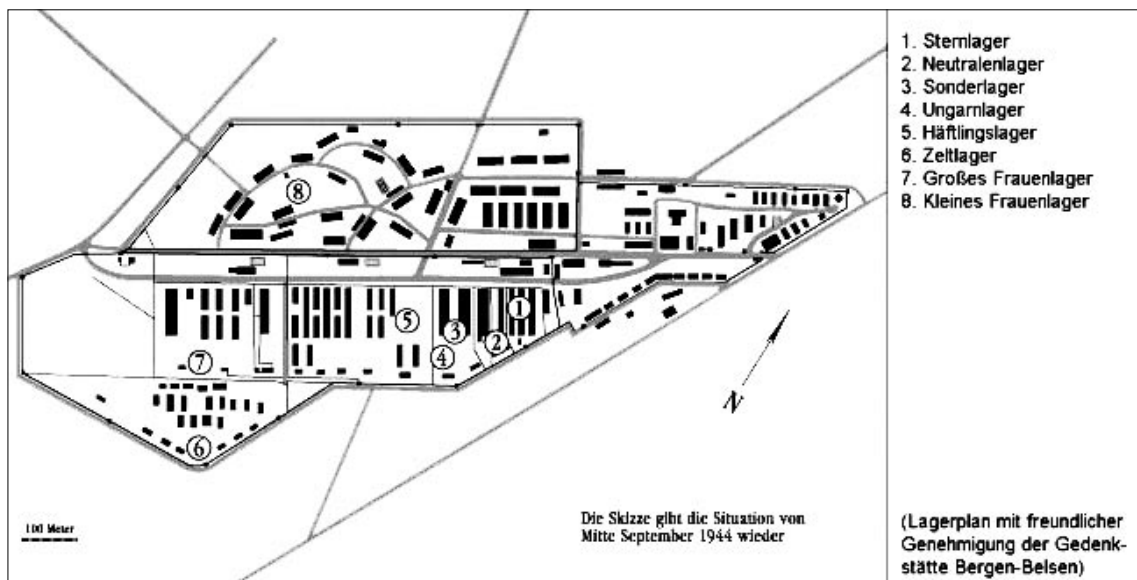 1. Sternlager
2. Neutralenlager
3. Sonderlager
4. Ungarnlager
5. Häftlingslager
6. Zeltlager
7. Großes Frauenlager
8. Kleines Frauenlager
8
1
5
3
2
4
7
6
N
100 Meter
Die Skizze gibt die Situation von
Mitte September 1944 wieder
(Lagerplan mit freundlicher
Genehmigung der Gedenk-
stätte Bergen-Belsen)